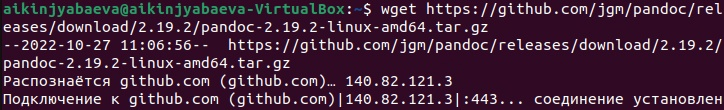 aikinjyabaeva@aikinjyabaeva-VirtualBox:~$ wget https://github.com/jgm/pandoc/rel
eases/download/2.19.2/pandoc-2.19.2-linux-amd64.tar.gz
--2022-10-27 11:06:56--  https://github.com/jgm/pandoc/releases/download/2.19.2/
pandoc-2.19.2-linux-amd64.tar.gz
Распознаётся github.com (github.com)… 140.82.121.3
Подключение к github.com (github.com)|140.82.121.3|:443... соединение установлен